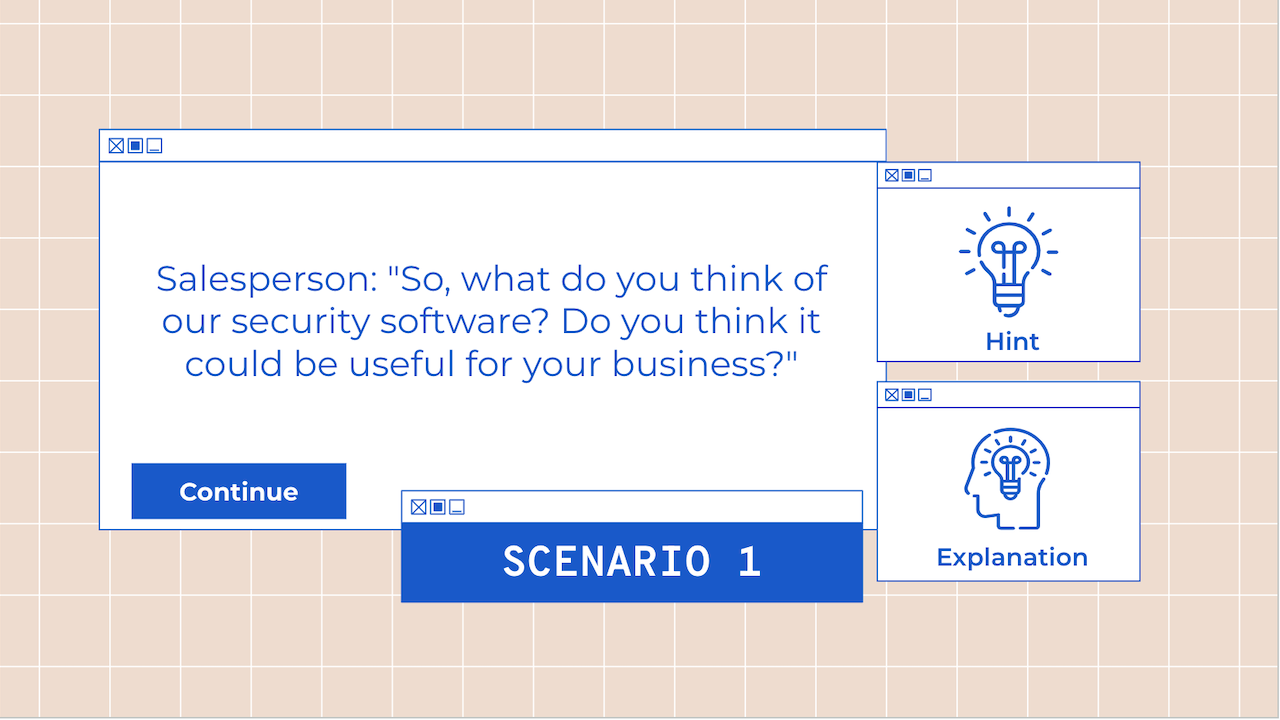 Salesperson: "So, what do you think of
our security software? Do you think it
could be useful for your business?"
Continue
SCENARIO 1
Hint
Explanation